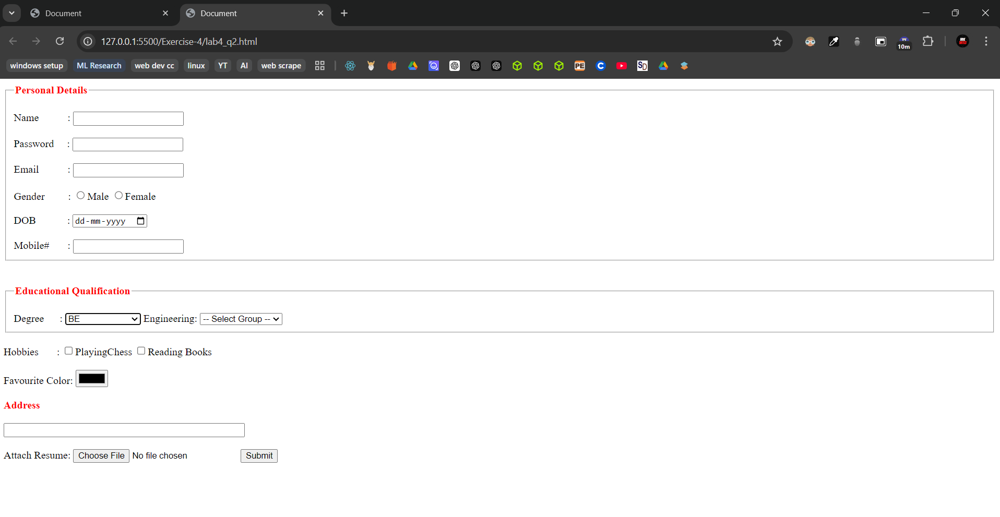 Document
Document
127.0.0.1:5500/Exercise-4/lab4_q2.html
10m
windows setup ML Research web dev cc linux YT AI web scrape
PE
C
SD
Personal Details
Name :
Password :
Email :
Gender : Male Female
DOB : dd-mm-yyyy
Mobile# :
Educational Qualification
Degree : BE Engineering: -- Select Group --
Hobbies : PlayingChess Reading Books
Favourite Color:
Address
Attach Resume: Choose File No file chosen Submit